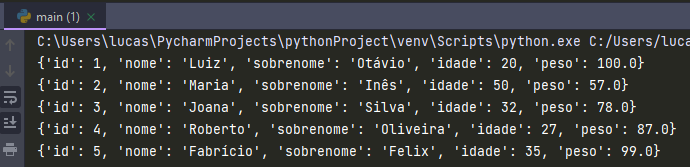 main (1) ×
C:\Users\lucas\PycharmProjects\pythonProject\venv\Scripts\python.exe C:/Users/luca
{'id': 1, 'nome': 'Luiz', 'sobrenome': 'Otávio', 'idade': 20, 'peso': 100.0}
{'id': 2, 'nome': 'Maria', 'sobrenome': 'Inês', 'idade': 50, 'peso': 57.0}
{'id': 3, 'nome': 'Joana', 'sobrenome': 'Silva', 'idade': 32, 'peso': 78.0}
{'id': 4, 'nome': 'Roberto', 'sobrenome': 'Oliveira', 'idade': 27, 'peso': 87.0}
{'id': 5, 'nome': 'Fabrício', 'sobrenome': 'Felix', 'idade': 35, 'peso': 99.0}